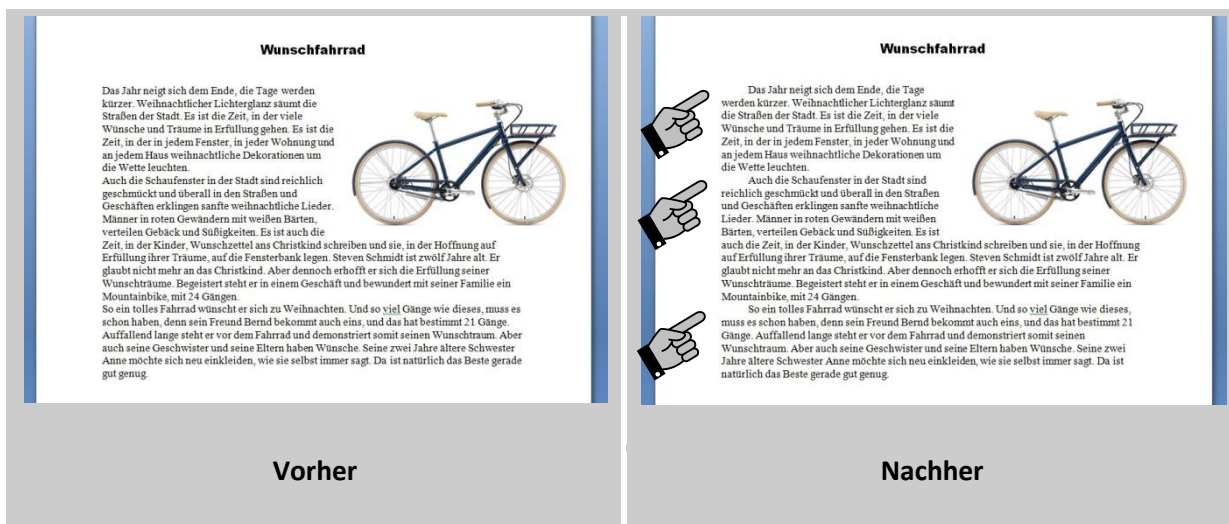 Wunschfahrrad
Das Jahr neigt sich dem Ende, die Tage werden
kürzer. Weihnachtlicher Lichterglanz säumt die
Straßen der Stadt. Es ist die Zeit, in der viele
Wünsche und Träume in Erfüllung gehen. Es ist die
Zeit, in der in jedem Fenster, in jeder Wohnung und
an jedem Haus weihnachtliche Dekorationen um
die Wette leuchten.
Auch die Schaufenster in der Stadt sind reichlich
geschmückt und überall in den Straßen und
Geschäften erklingen sanfte weihnachtliche Lieder.
Männer in roten Gewändern mit weißen Bärten,
verteilen Gebäck und Süßigkeiten. Es ist auch die
Zeit, in der Kinder, Wunschzettel ans Christkind schreiben und sie, in der Hoffnung auf
Erfüllung ihrer Träume, auf die Fensterbank legen. Steven Schmidt ist zwölf Jahre alt. Er
glaubt nicht mehr an das Christkind. Aber dennoch erhofft er sich die Erfüllung seiner
Wunschträume. Begeistert steht er in einem Geschäft und bewundert mit seiner Familie ein
Mountainbike, mit 24 Gängen.
So ein tolles Fahrrad wünscht er sich zu Weihnachten. Und so viel Gänge wie dieses, muss es
schon haben, denn sein Freund Bernd bekommt auch eins, und das hat bestimmt 21 Gänge.
Auffallend lange steht er vor dem Fahrrad und demonstriert somit seinen Wunschtraum. Aber
auch seine Geschwister und seine Eltern haben Wünsche. Seine zwei Jahre ältere Schwester
Anne möchte sich neu einkleiden, wie sie selbst immer sagt. Da ist natürlich das Beste gerade
gut genug.
Vorher
Wunschfahrrad
Das Jahr neigt sich dem Ende, die Tage
werden kürzer. Weihnachtlicher Lichterglanz säumt
die Straßen der Stadt. Es ist die Zeit, in der viele
Wünsche und Träume in Erfüllung gehen. Es ist die
Zeit, in der in jedem Fenster, in jeder Wohnung und
an jedem Haus weihnachtliche Dekorationen um
die Wette leuchten.
Auch die Schaufenster in der Stadt sind
reichlich geschmückt und überall in den Straßen
und Geschäften erklingen sanfte weihnachtliche
Lieder. Männer in roten Gewändern mit weißen
Bärten, verteilen Gebäck und Süßigkeiten. Es ist
auch die Zeit, in der Kinder, Wunschzettel ans Christkind schreiben und sie, in der Hoffnung
auf Erfüllung ihrer Träume, auf die Fensterbank legen. Steven Schmidt ist zwölf Jahre alt. Er
glaubt nicht mehr an das Christkind. Aber dennoch erhofft er sich die Erfüllung seiner
Wunschträume. Begeistert steht er in einem Geschäft und bewundert mit seiner Familie ein
Mountainbike, mit 24 Gängen.
So ein tolles Fahrrad wünscht er sich zu Weihnachten. Und so viel Gänge wie dieses,
muss es schon haben, denn sein Freund Bernd bekommt auch eins, und das hat bestimmt 21
Gänge. Auffallend lange steht er vor dem Fahrrad und demonstriert somit seinen
Wunschtraum. Aber auch seine Geschwister und seine Eltern haben Wünsche. Seine zwei
Jahre ältere Schwester Anne möchte sich neu einkleiden, wie sie selbst immer sagt. Da ist
natürlich das Beste gerade gut genug.
Nachher